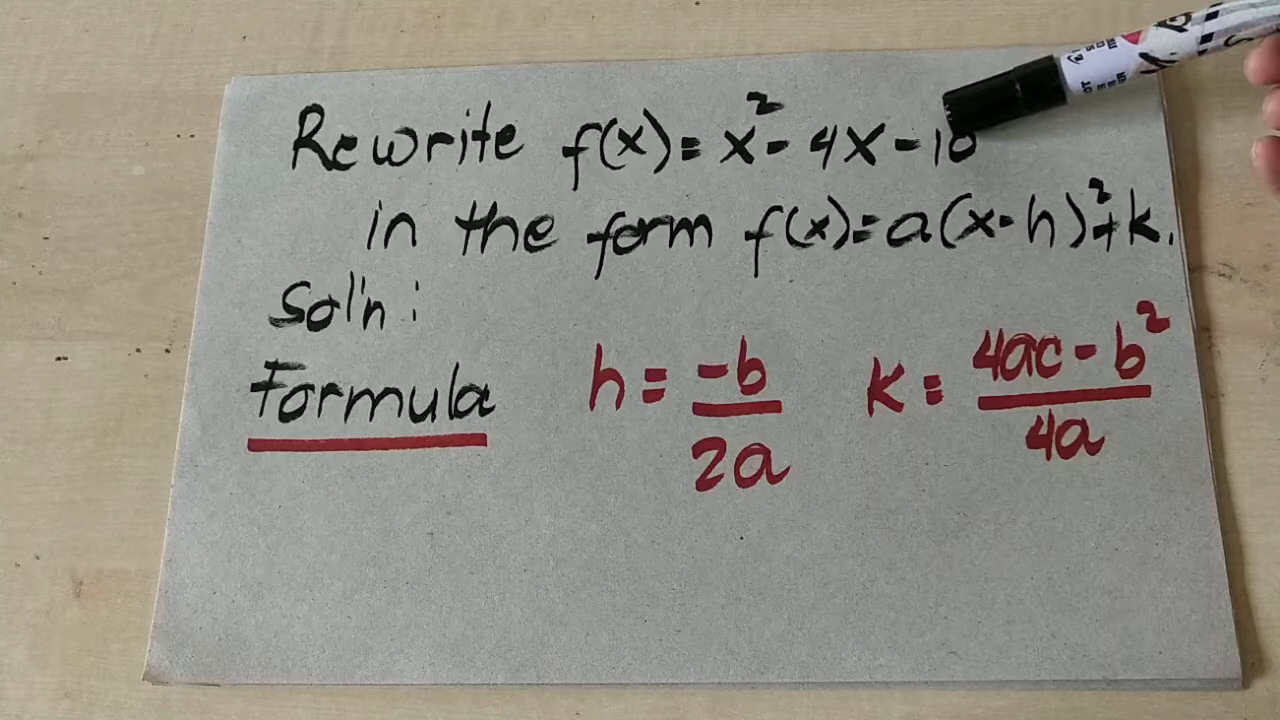 Rewrite f(x) = x² - 4x - 10
in the form f(x) = a(x - h)² + k.
Sol'n :
Formula h = -b / 2a k = 4ac - b² / 4a